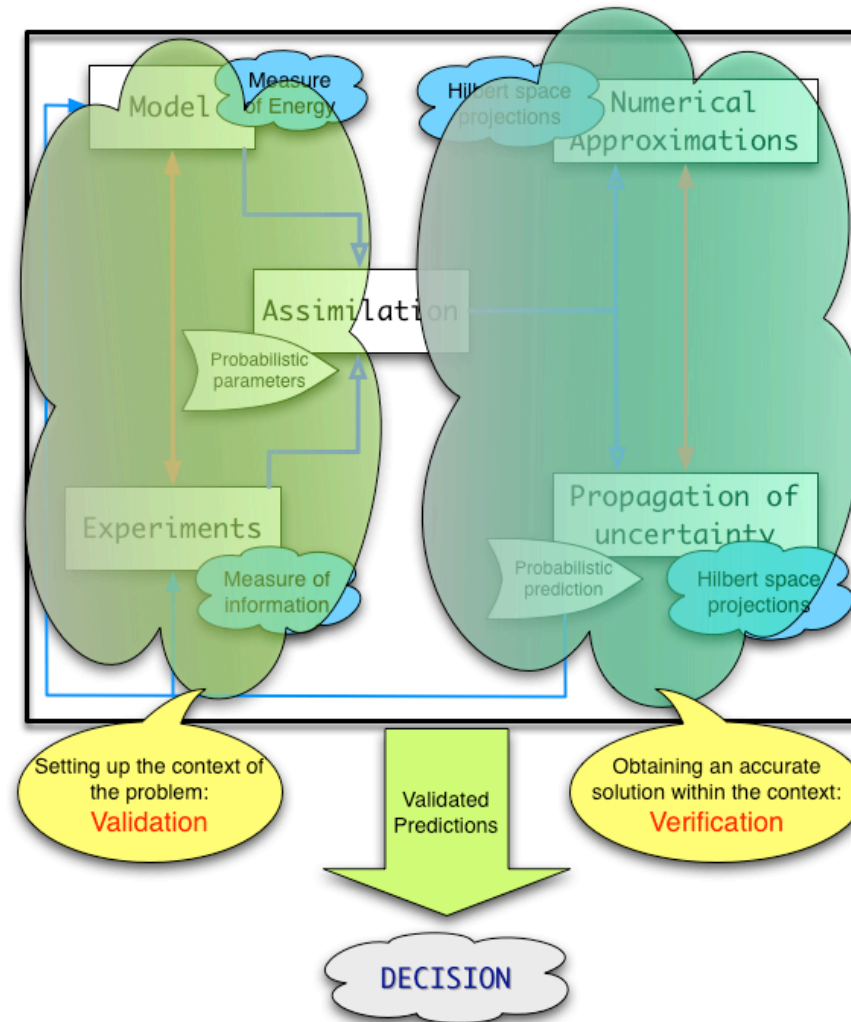 Model
Measure
of Energy
Hilbert space
projections
Numerical
Approximations
Assimilation
Probabilistic
parameters
Experiments
Measure of
information
Propagation of
uncertainty
Probabilistic
prediction
Hilbert space
projections
Setting up the context of
the problem:
Validation
Validated
Predictions
Obtaining an accurate
solution within the context:
Verification
DECISION